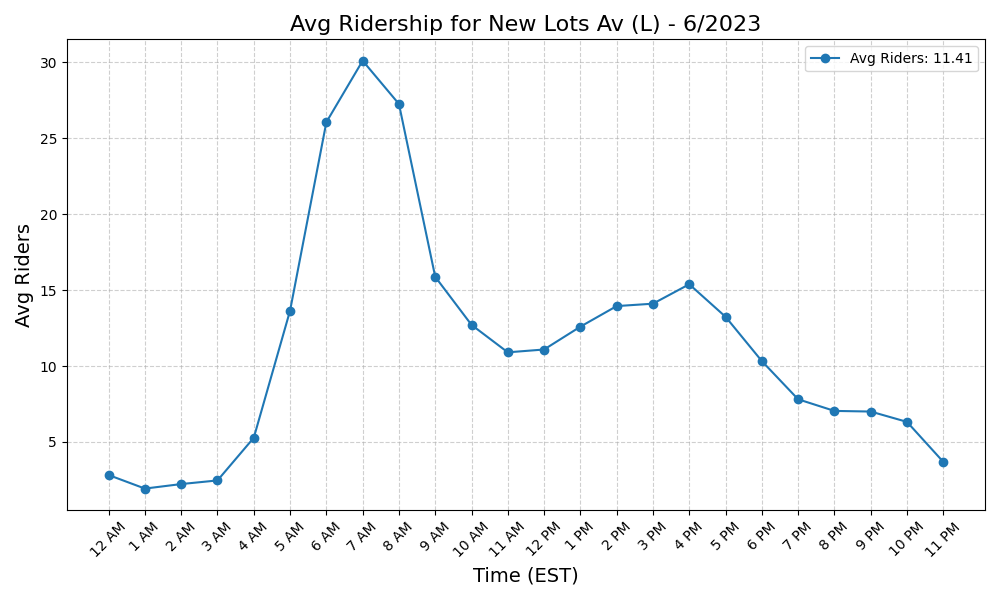 Avg Ridership for New Lots Av (L) - 6/2023
Avg Riders: 11.41
Avg Riders
30
25
20
15
10
5
12 AM
1 AM
2 AM
3 AM
4 AM
5 AM
6 AM
7 AM
8 AM
9 AM
10 AM
11 AM
12 PM
1 PM
2 PM
3 PM
4 PM
5 PM
6 PM
7 PM
8 PM
9 PM
10 PM
11 PM
Time (EST)